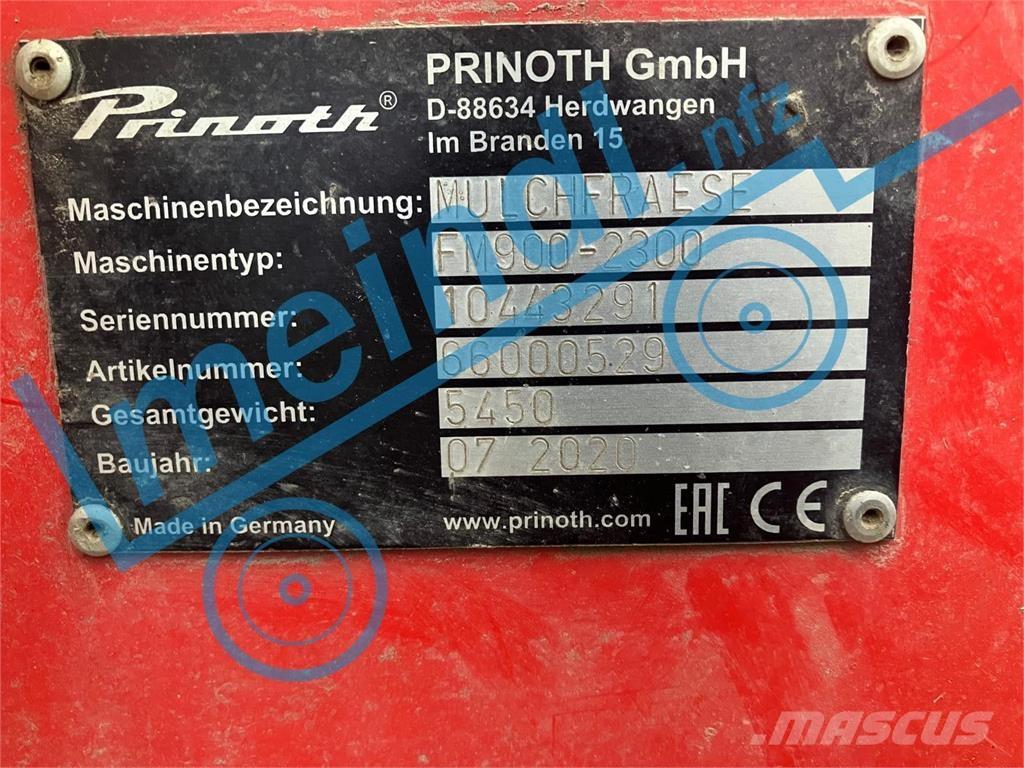 Prinoth®
PRINOTH GmbH
D-88634 Herdwangen
Im Branden 15
Maschinenbezeichnung: MULCHFRAESE
Maschinentyp: FM900-2300
Seriennummer: 10443291
Artikelnummer: 66000529
Gesamtgewicht: 5450
Baujahr: 07 2020
Made in Germany
www.prinoth.com
EAC CE
meindl.nfz
MASCUS